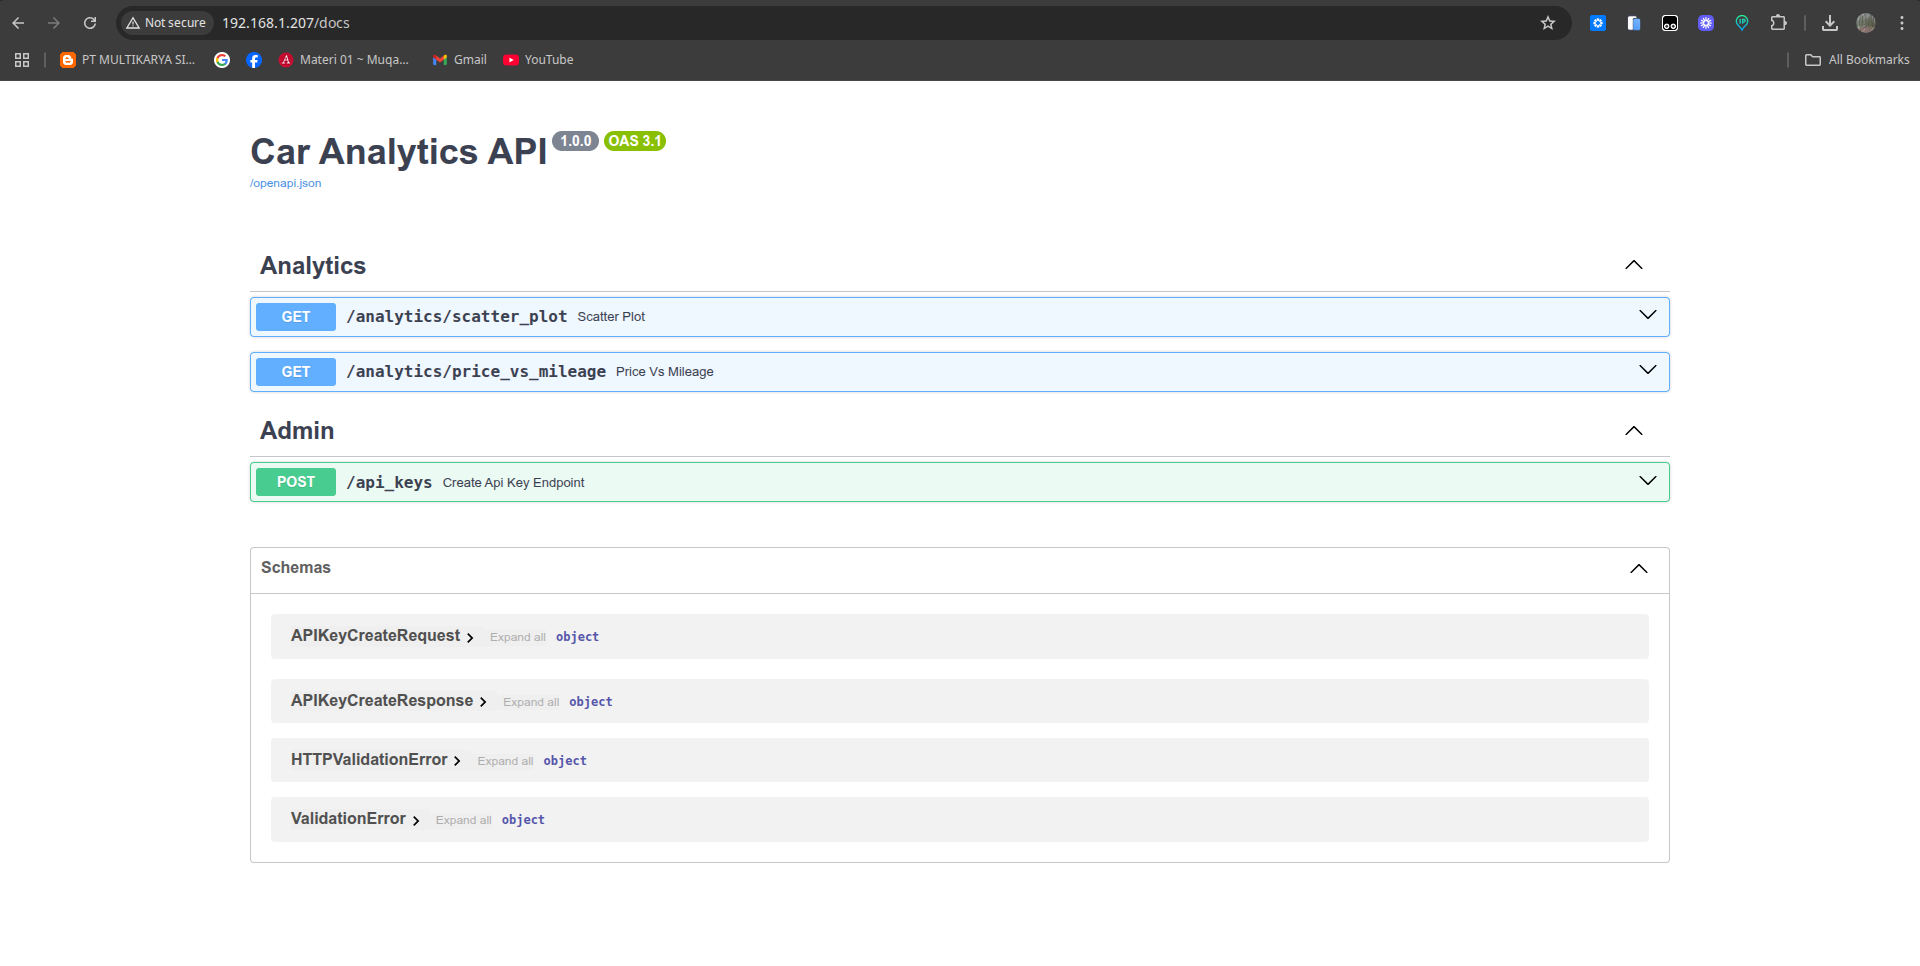 Not secure 192.168.1.207/docs
PT MULTIKARYA SI... Materi 01 ~ Muqa... Gmail YouTube All Bookmarks
Car Analytics API 1.0.0 OAS 3.1
/openapi.json
Analytics
GET /analytics/scatter_plot Scatter Plot
GET /analytics/price_vs_mileage Price Vs Mileage
Admin
POST /api_keys Create Api Key Endpoint
Schemas
APIKeyCreateRequest Expand all object
APIKeyCreateResponse Expand all object
HTTPValidationError Expand all object
ValidationError Expand all object